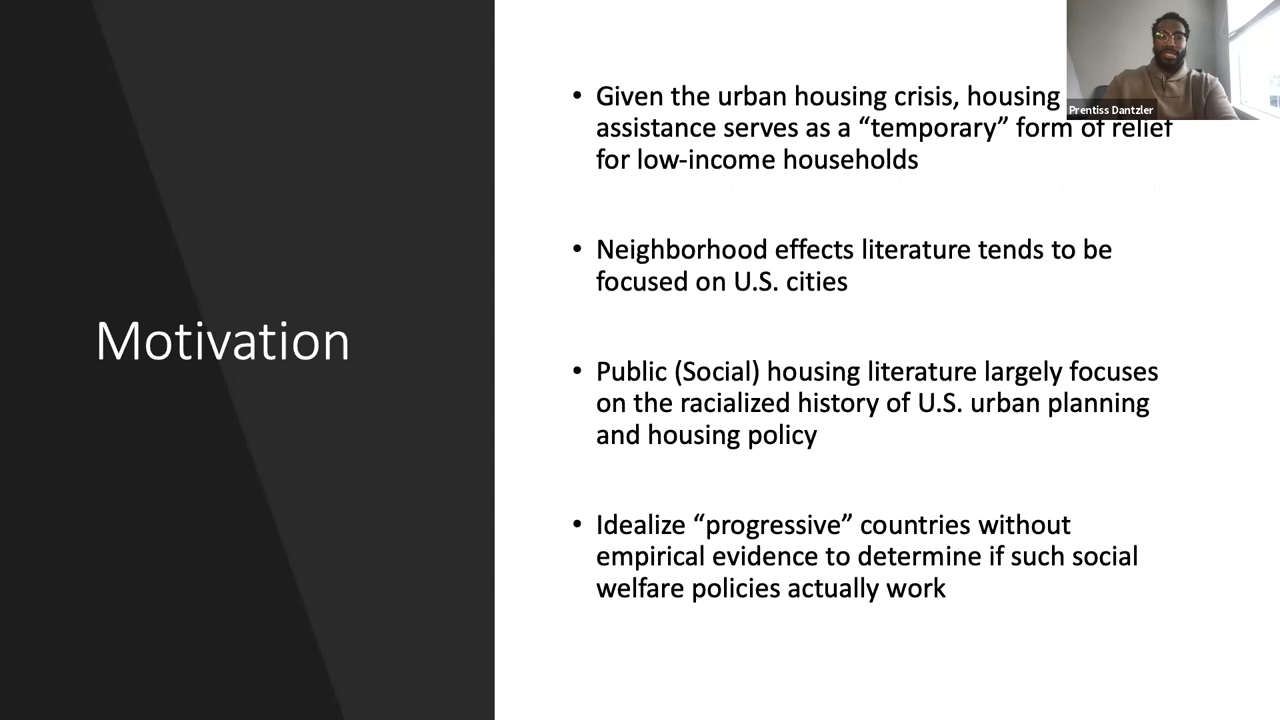 Motivation
• Given the urban housing crisis, housing
assistance serves as a “temporary” form of relief
for low-income households
• Neighborhood effects literature tends to be
focused on U.S. cities
• Public (Social) housing literature largely focuses
on the racialized history of U.S. urban planning
and housing policy
• Idealize “progressive” countries without
empirical evidence to determine if such social
welfare policies actually work
Prentiss Dantzler